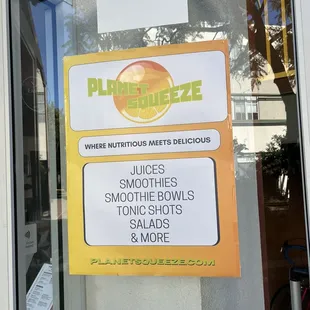 PLANET
SQUEEZE
WHERE NUTRITIOUS MEETS DELICIOUS
JUICES
SMOOTHIES
SMOOTHIE BOWLS
TONIC SHOTS
SALADS
& MORE
PLANETSQUEEZE.COM